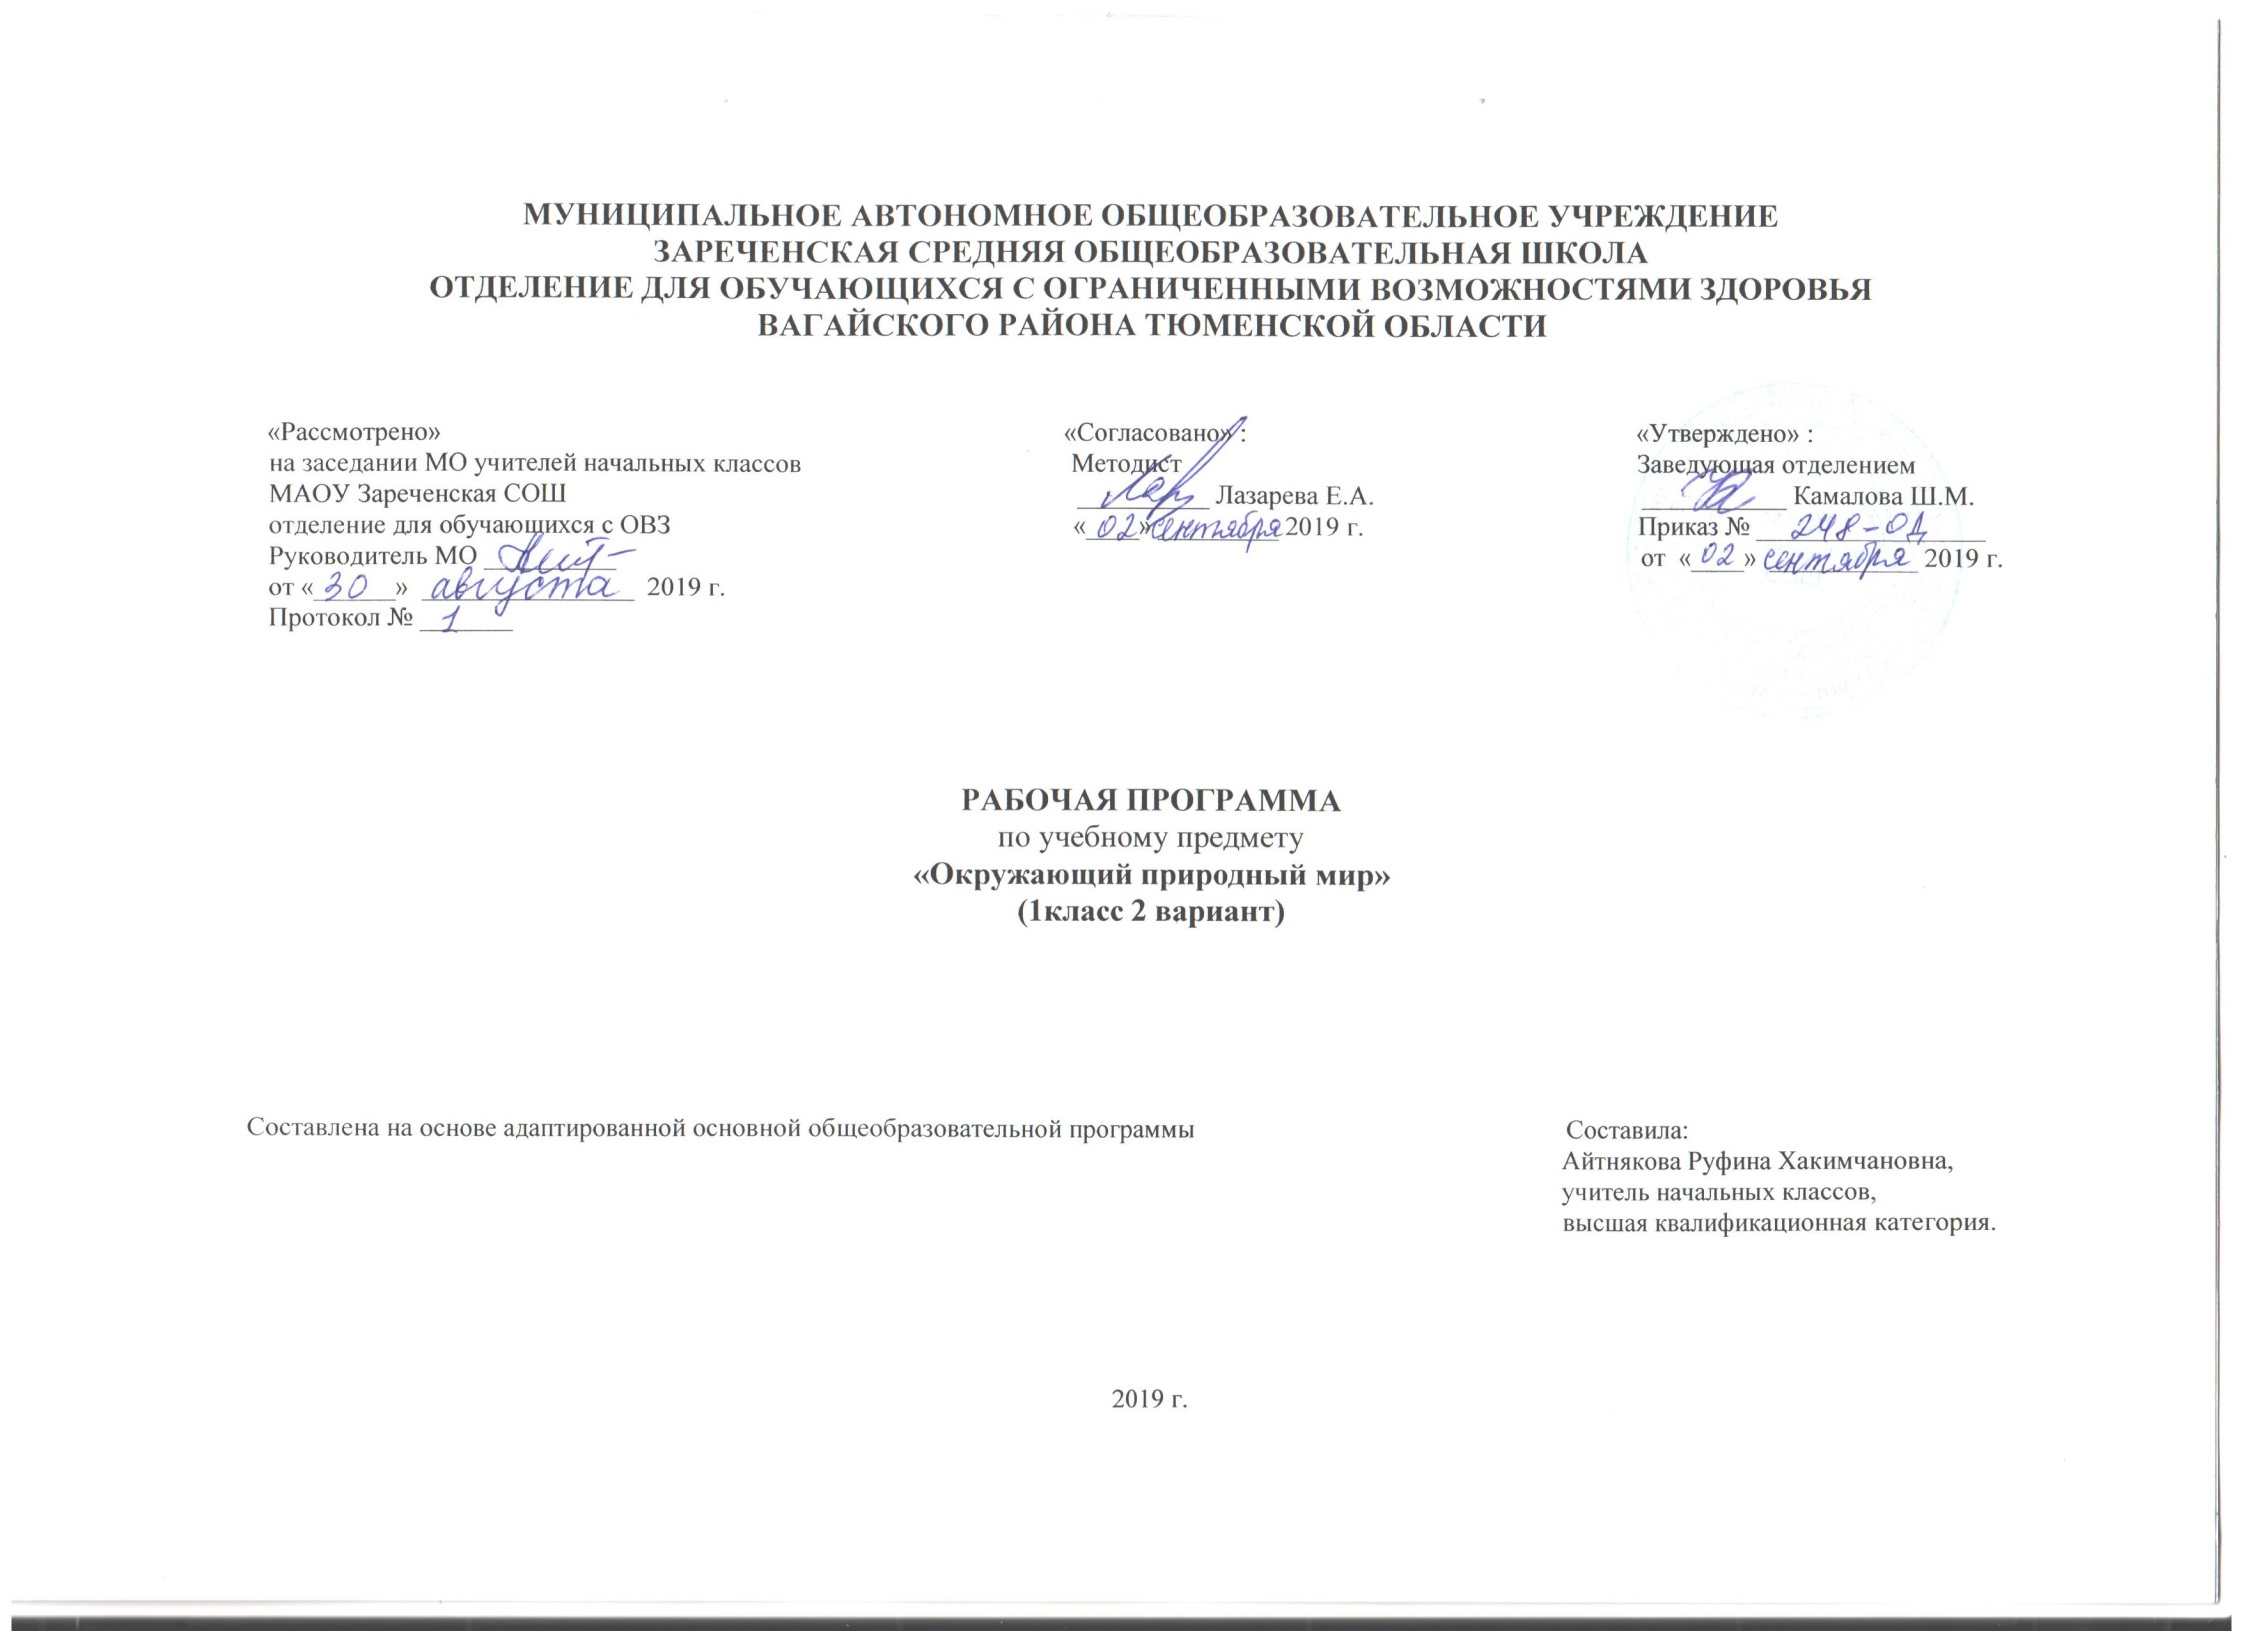 МУНИЦИПАЛЬНОЕ АВТОНОМНОЕ ОБЩЕОБРАЗОВАТЕЛЬНОЕ УЧРЕЖДЕНИЕ
ЗАРЕЧЕНСКАЯ СРЕДНЯЯ ОБЩЕОБРАЗОВАТЕЛЬНАЯ ШКОЛА
ОТДЕЛЕНИЕ ДЛЯ ОБУЧАЮЩИХСЯ С ОГРАНИЧЕННЫМИ ВОЗМОЖНОСТЯМИ ЗДОРОВЬЯ
ВАГАЙСКОГО РАЙОНА ТЮМЕНСКОЙ ОБЛАСТИ
«Рассмотрено»
на заседании МО учителей начальных классов
МАОУ Зареченская СОШ
отделение для обучающихся с ОВЗ
Руководитель МО
от «30» августа 2019 г.
Протокол № 1
«Согласовано» :
Методист
Лазарева Е.А.
«02» сентября 2019 г.
«Утверждено» :
Заведующая отделением
Камалова Ш.М.
Приказ № 248-ОД
от «02» сентября 2019 г.
РАБОЧАЯ ПРОГРАММА
по учебному предмету
«Окружающий природный мир»
(1класс 2 вариант)
Составлена на основе адаптированной основной общеобразовательной программы
Составила:
Айтнякова Руфина Хакимчановна,
учитель начальных классов,
высшая квалификационная категория.
2019 г.